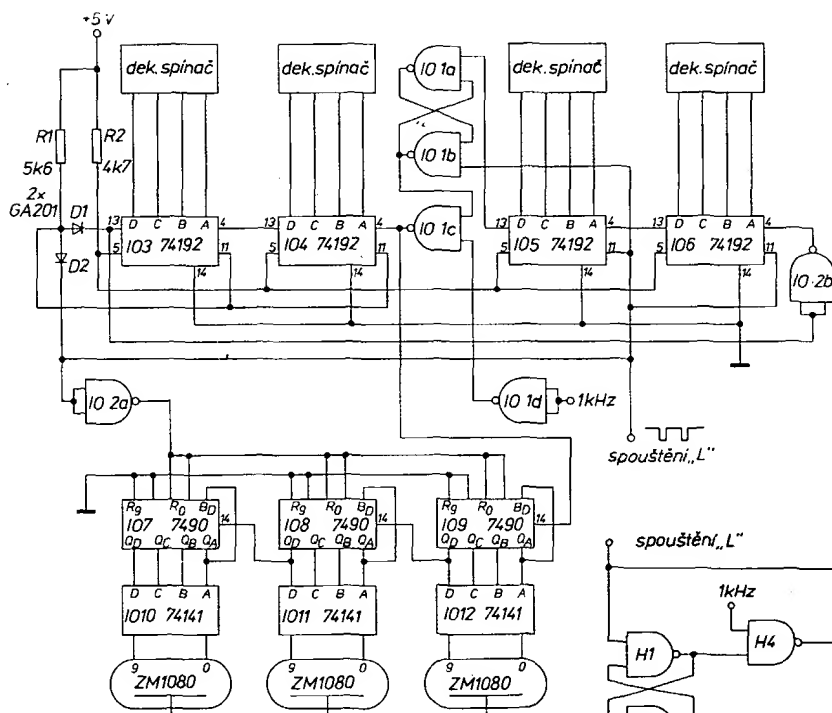 +5V
dek.spínač
dek.spínač
IO 1a
dek.spínač
dek.spínač
R1
5k6
R2
4k7
IO 1b
2x
GA201
D1
D C B A
D C B A
D C B A
D C B A
13
4
13
4
IO 1c
13
4
13
4
IO3 74192
IO4 74192
IO5 74192
IO6 74192
5
11
5
11
5
11
5
11
D2
14
14
14
14
IO 2b
IO 2a
IO 1d
1kHz
spouštění„L"
R9 R0 BD
R9 R0 BD
R9 R0 BD
IO7 7490
14
IO8 7490
14
IO9 7490
14
QD QC QB QA
QD QC QB QA
QD QC QB QA
spouštění„L"
D C B A
D C B A
D C B A
IO10 74141
IO11 74141
IO12 74141
1kHz
H1
H4
9 0
9 0
9 0
ZM1080
ZM1080
ZM1080